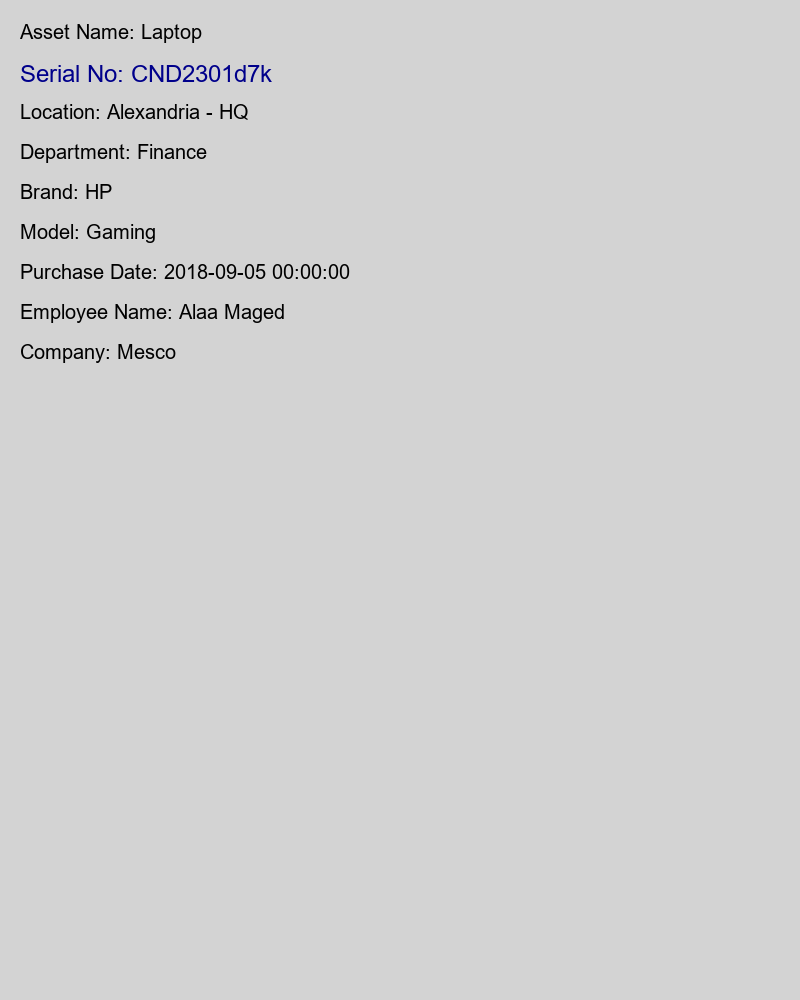 Asset Name: Laptop
Serial No: CND2301d7k
Location: Alexandria - HQ
Department: Finance
Brand: HP
Model: Gaming
Purchase Date: 2018-09-05 00:00:00
Employee Name: Alaa Maged
Company: Mesco